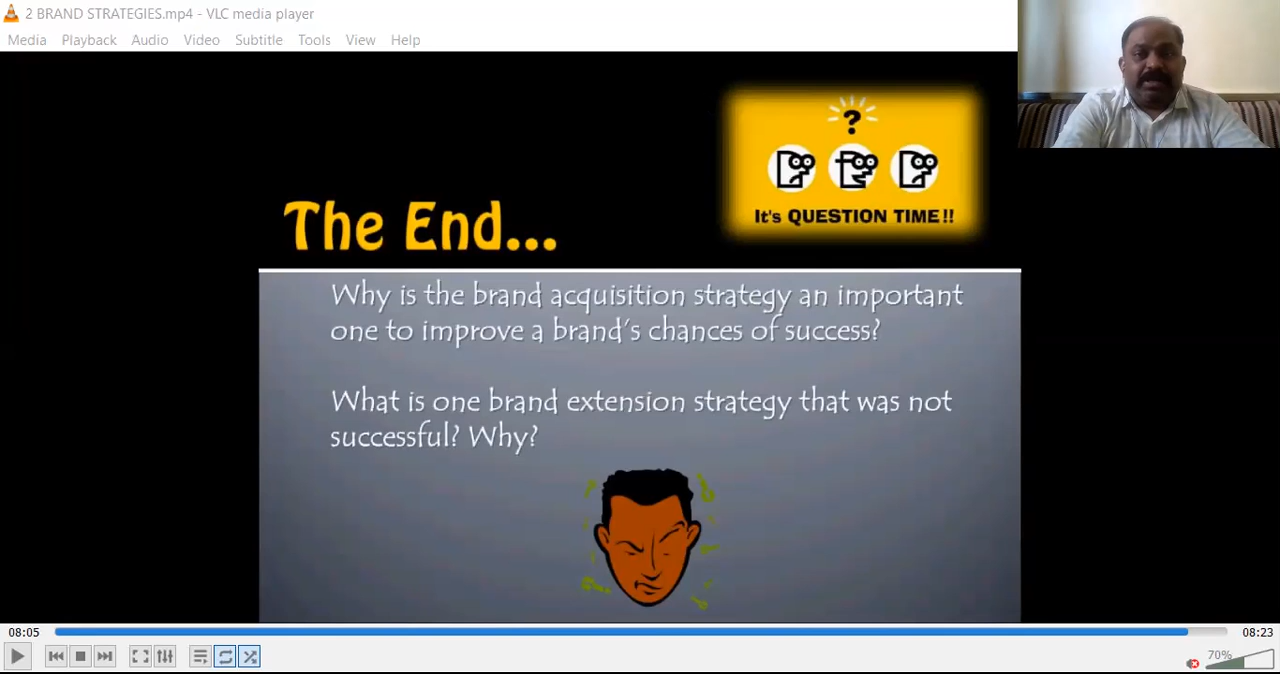 2 BRAND STRATEGIES.mp4 - VLC media player
Media Playback Audio Video Subtitle Tools View Help
?
It's QUESTION TIME!!
The End...
Why is the brand acquisition strategy an important
one to improve a brand's chances of success?
What is one brand extension strategy that was not
successful? Why?
08:05
08:23
70%